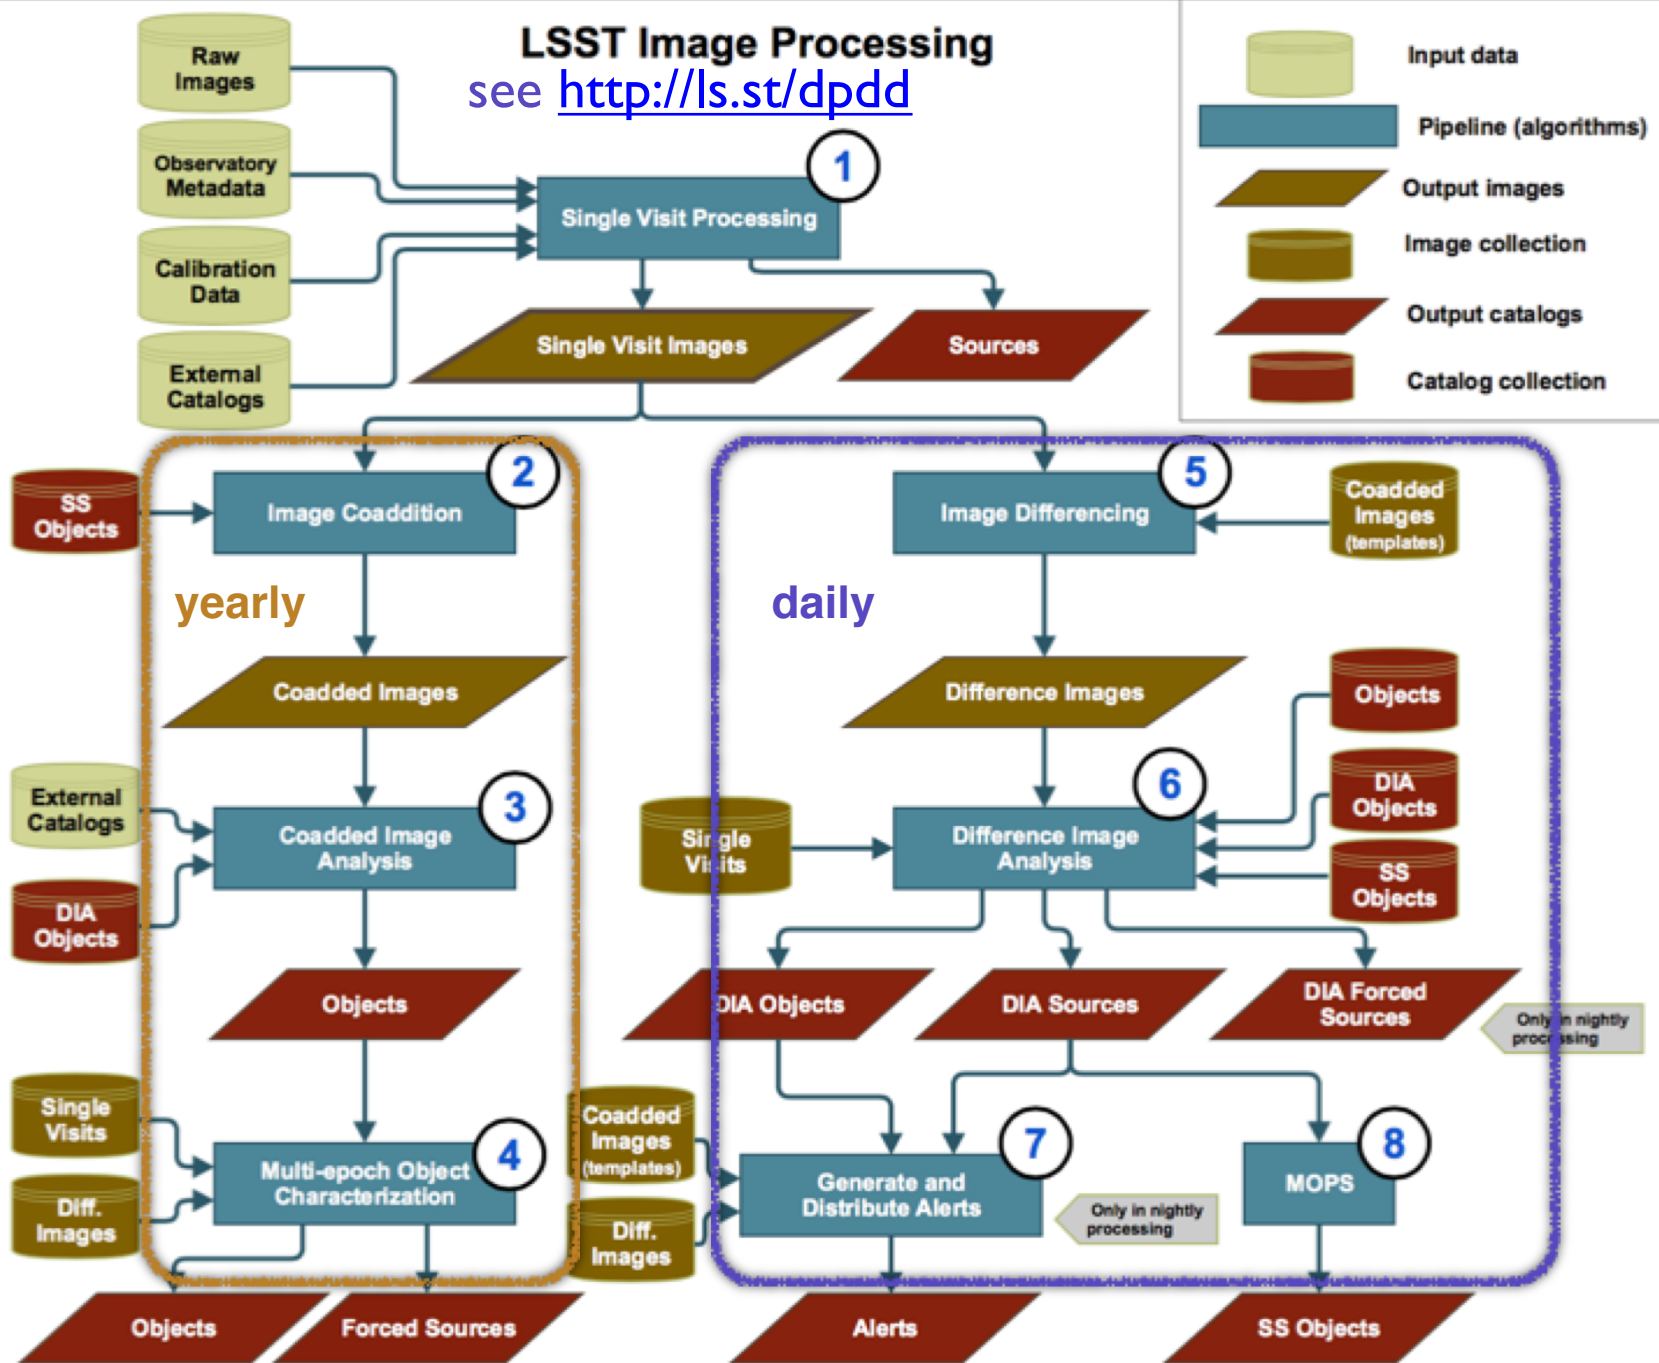 LSST Image Processing
see http://ls.st/dpdd
Raw
Images
Observatory
Metadata
Calibration
Data
External
Catalogs
1
Single Visit Processing
Single Visit Images
Sources
Input data
Pipeline (algorithms)
Output images
Image collection
Output catalogs
Catalog collection
SS
Objects
2
Image Coaddition
yearly
Coadded Images
External
Catalogs
DIA
Objects
3
Coadded Image
Analysis
Objects
Single
Visits
Diff.
Images
4
Multi-epoch Object
Characterization
Objects
Forced Sources
5
Image Differencing
Coadded
Images
(templates)
daily
Difference Images
Objects
DIA
Objects
SS
Objects
Single
Visits
6
Difference Image
Analysis
DIA Objects
DIA Sources
DIA Forced
Sources
Only in nightly
processing
Coadded
Images
(templates)
Diff.
Images
7
Generate and
Distribute Alerts
Only in nightly
processing
8
MOPS
Alerts
SS Objects